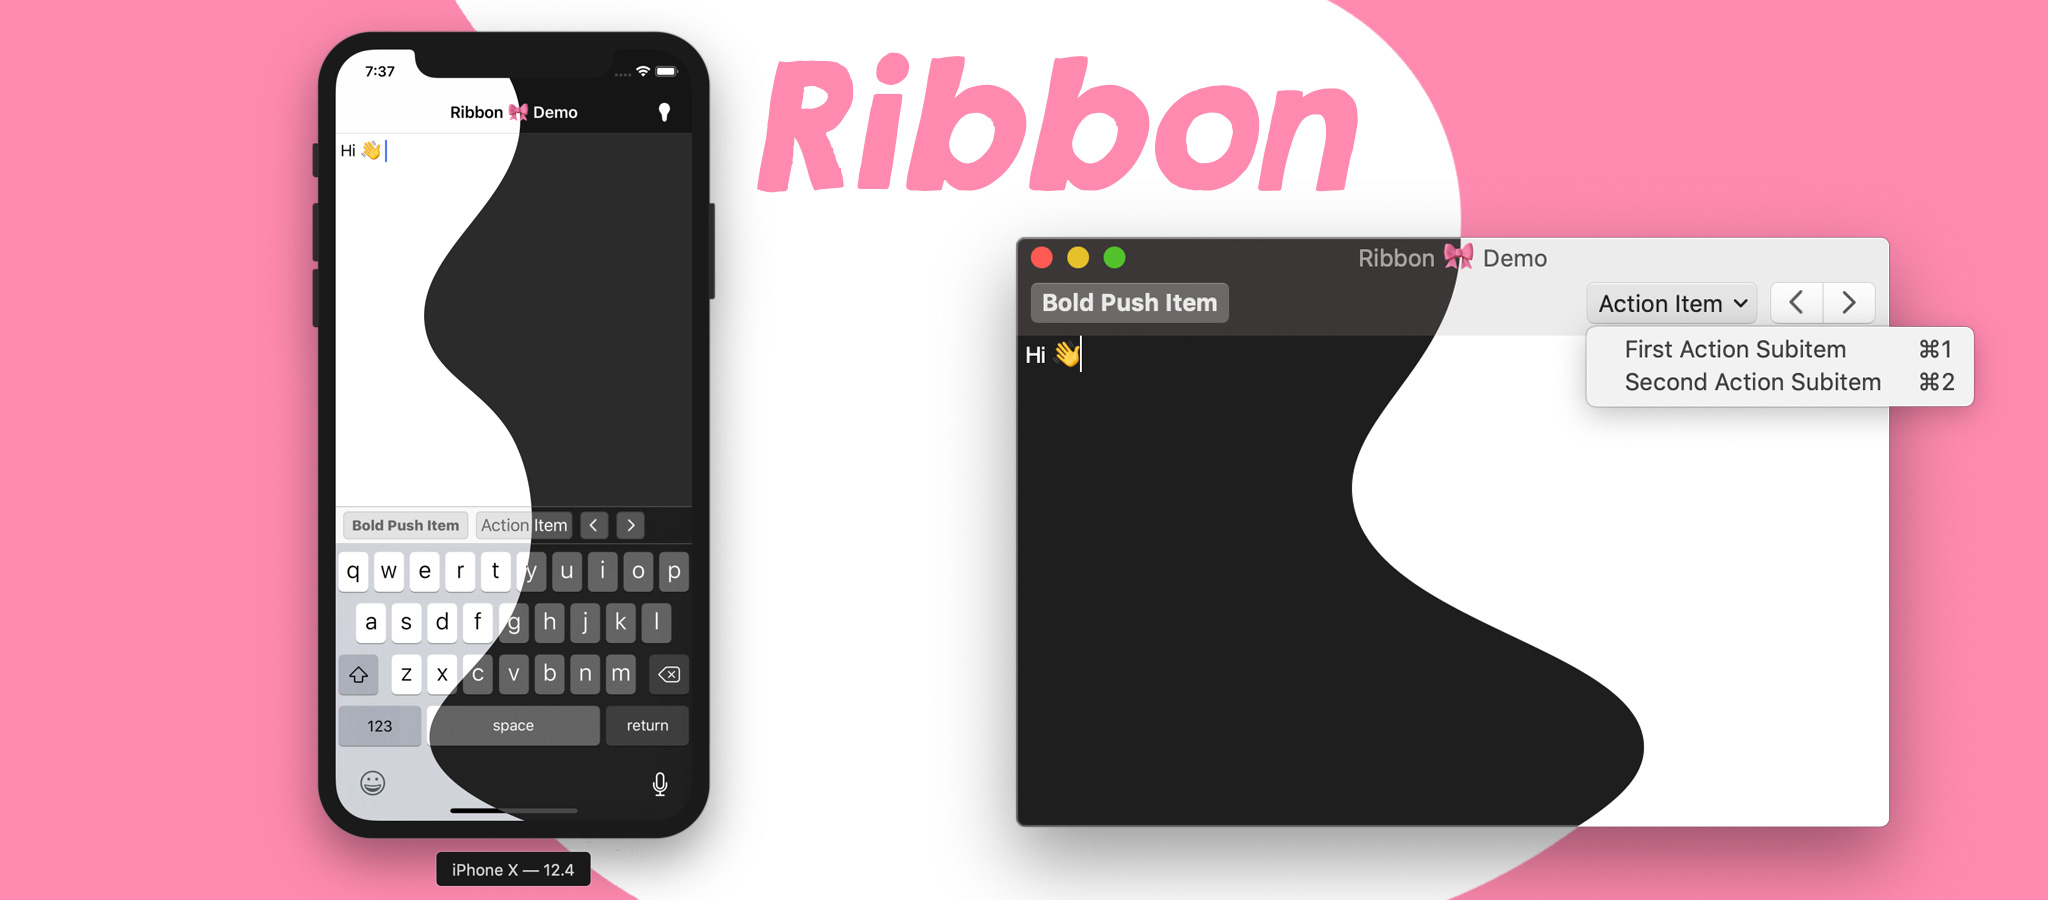 Ribbon
7:37
Ribbon 🎀 Demo
Hi 👋
Bold Push Item
Action Item
q w e r t y u i o p
a s d f g h j k l
z x c v b n m
123 space return
iPhone X — 12.4
Ribbon 🎀 Demo
Bold Push Item
Action Item
First Action Subitem ⌘1
Second Action Subitem ⌘2
Hi 👋